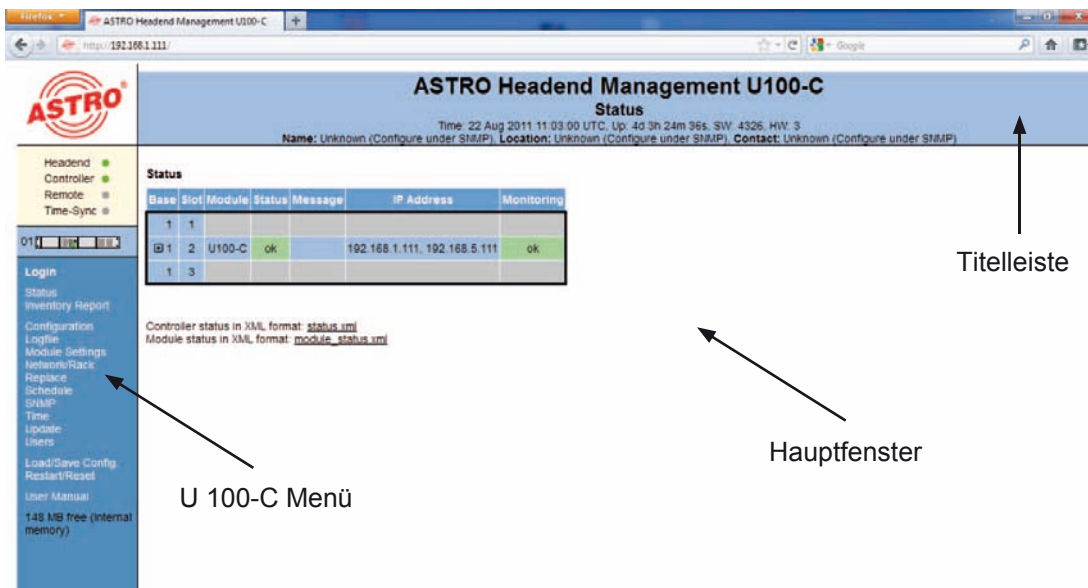 Firefox
ASTRO Headend Management U100-C
http://192.168.1.111/
Google
ASTRO
ASTRO Headend Management U100-C
Status
Time: 22 Aug 2011 11:03:00 UTC, Up: 4d 3h 24m 36s, SW: 4326, HW: 3
Name: Unknown (Configure under SNMP), Location: Unknown (Configure under SNMP), Contact: Unknown (Configure under SNMP)
Headend
Controller
Remote
Time-Sync
01
Login
Status
Inventory Report
Configuration
Logfile
Module Settings
Network/Rack
Replace
Schedule
SNMP
Time
Update
Users
Load/Save Config.
Restart/Reset
User Manual
148 MB free (internal
memory)
Status
Base Slot Module Status Message IP Address Monitoring
1 1
1 2 U100-C ok 192.168.1.111, 192.168.5.111 ok
1 3
Controller status in XML format: status.xml
Module status in XML format: module_status.xml
Titelleiste
Hauptfenster
U 100-C Menü